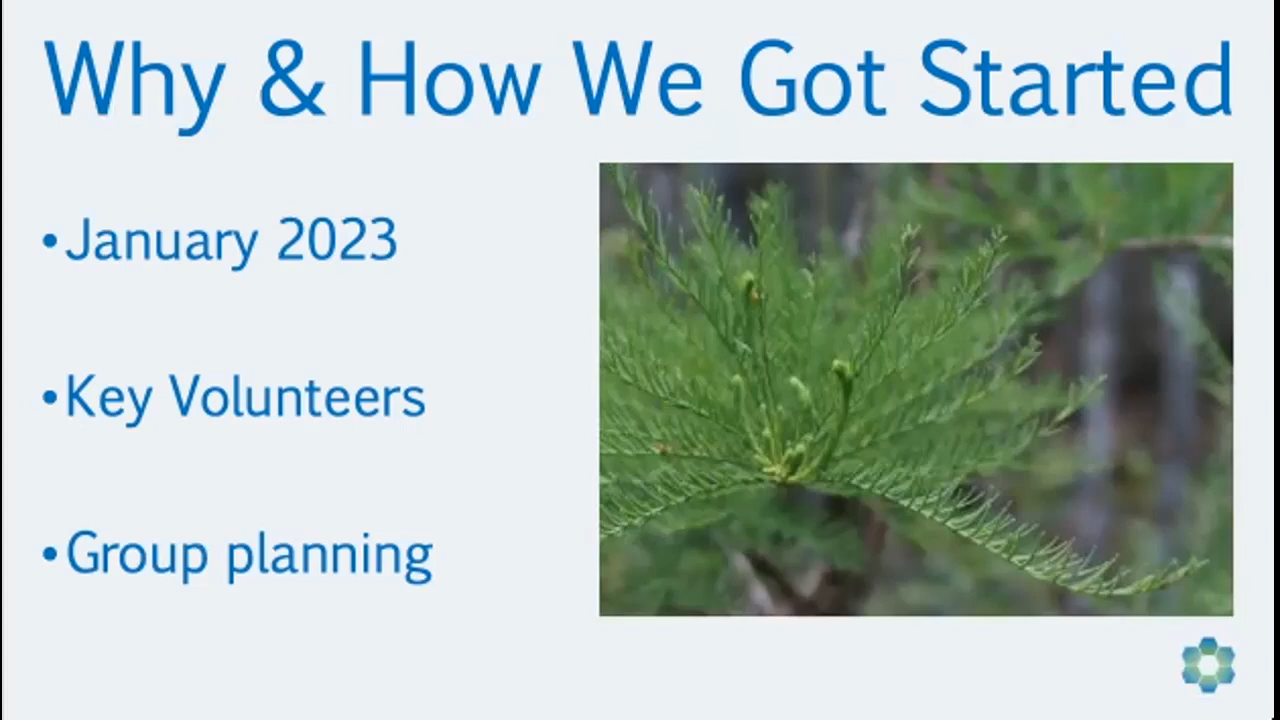 Why & How We Got Started
•January 2023
•Key Volunteers
•Group planning